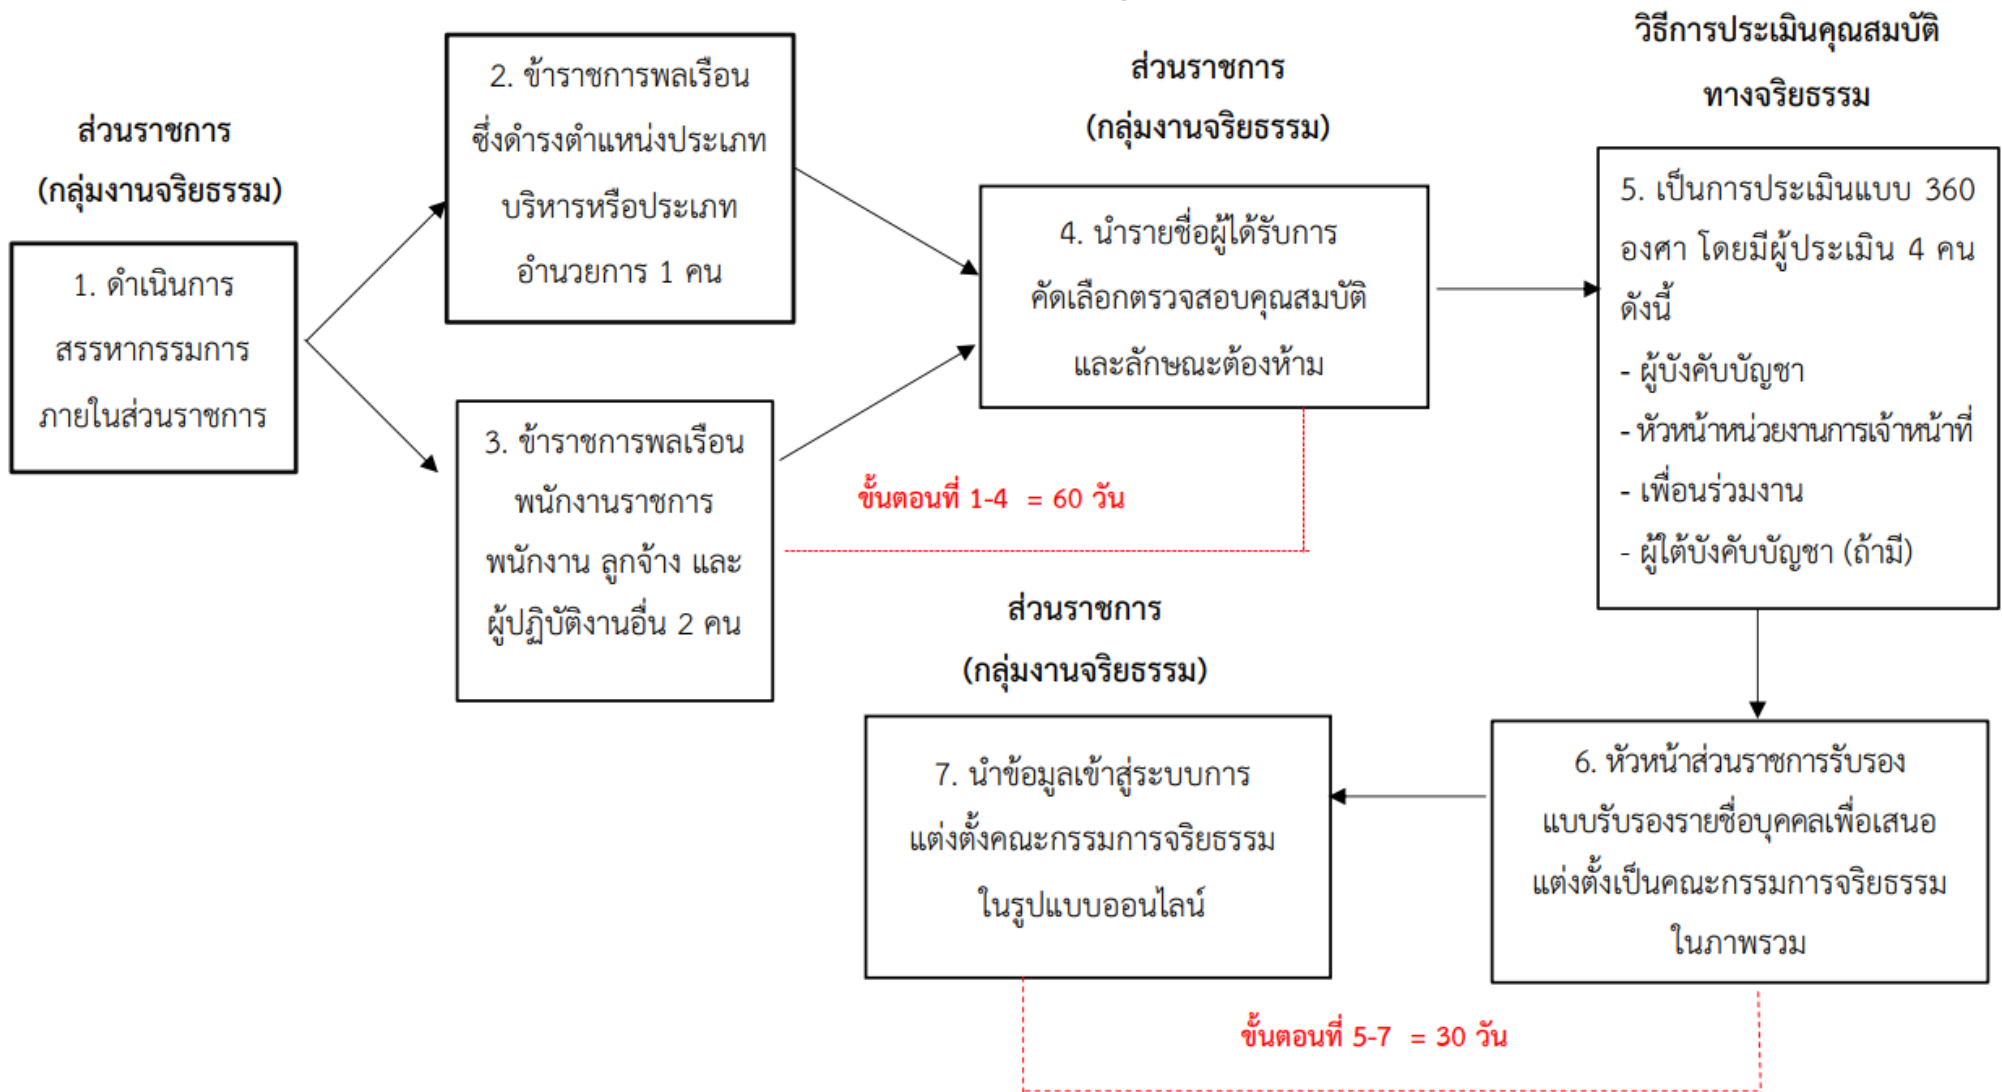 ส่วนราชการ
(กลุ่มงานจริยธรรม)
1. ดำเนินการ
สรรหากรรมการ
ภายในส่วนราชการ
2. ข้าราชการพลเรือน
ซึ่งดำรงตำแหน่งประเภท
บริหารหรือประเภท
อำนวยการ 1 คน
3. ข้าราชการพลเรือน
พนักงานราชการ
พนักงาน ลูกจ้าง และ
ผู้ปฏิบัติงานอื่น 2 คน
ส่วนราชการ
(กลุ่มงานจริยธรรม)
4. นำรายชื่อผู้ได้รับการ
คัดเลือกตรวจสอบคุณสมบัติ
และลักษณะต้องห้าม
ขั้นตอนที่ 1-4 = 60 วัน
วิธีการประเมินคุณสมบัติ
ทางจริยธรรม
5. เป็นการประเมินแบบ 360
องศา โดยมีผู้ประเมิน 4 คน
ดังนี้
- ผู้บังคับบัญชา
- หัวหน้าหน่วยงานการเจ้าหน้าที่
- เพื่อนร่วมงาน
- ผู้ใต้บังคับบัญชา (ถ้ามี)
6. หัวหน้าส่วนราชการรับรอง
แบบรับรองรายชื่อบุคคลเพื่อเสนอ
แต่งตั้งเป็นคณะกรรมการจริยธรรม
ในภาพรวม
ส่วนราชการ
(กลุ่มงานจริยธรรม)
7. นำข้อมูลเข้าสู่ระบบการ
แต่งตั้งคณะกรรมการจริยธรรม
ในรูปแบบออนไลน์
ขั้นตอนที่ 5-7 = 30 วัน